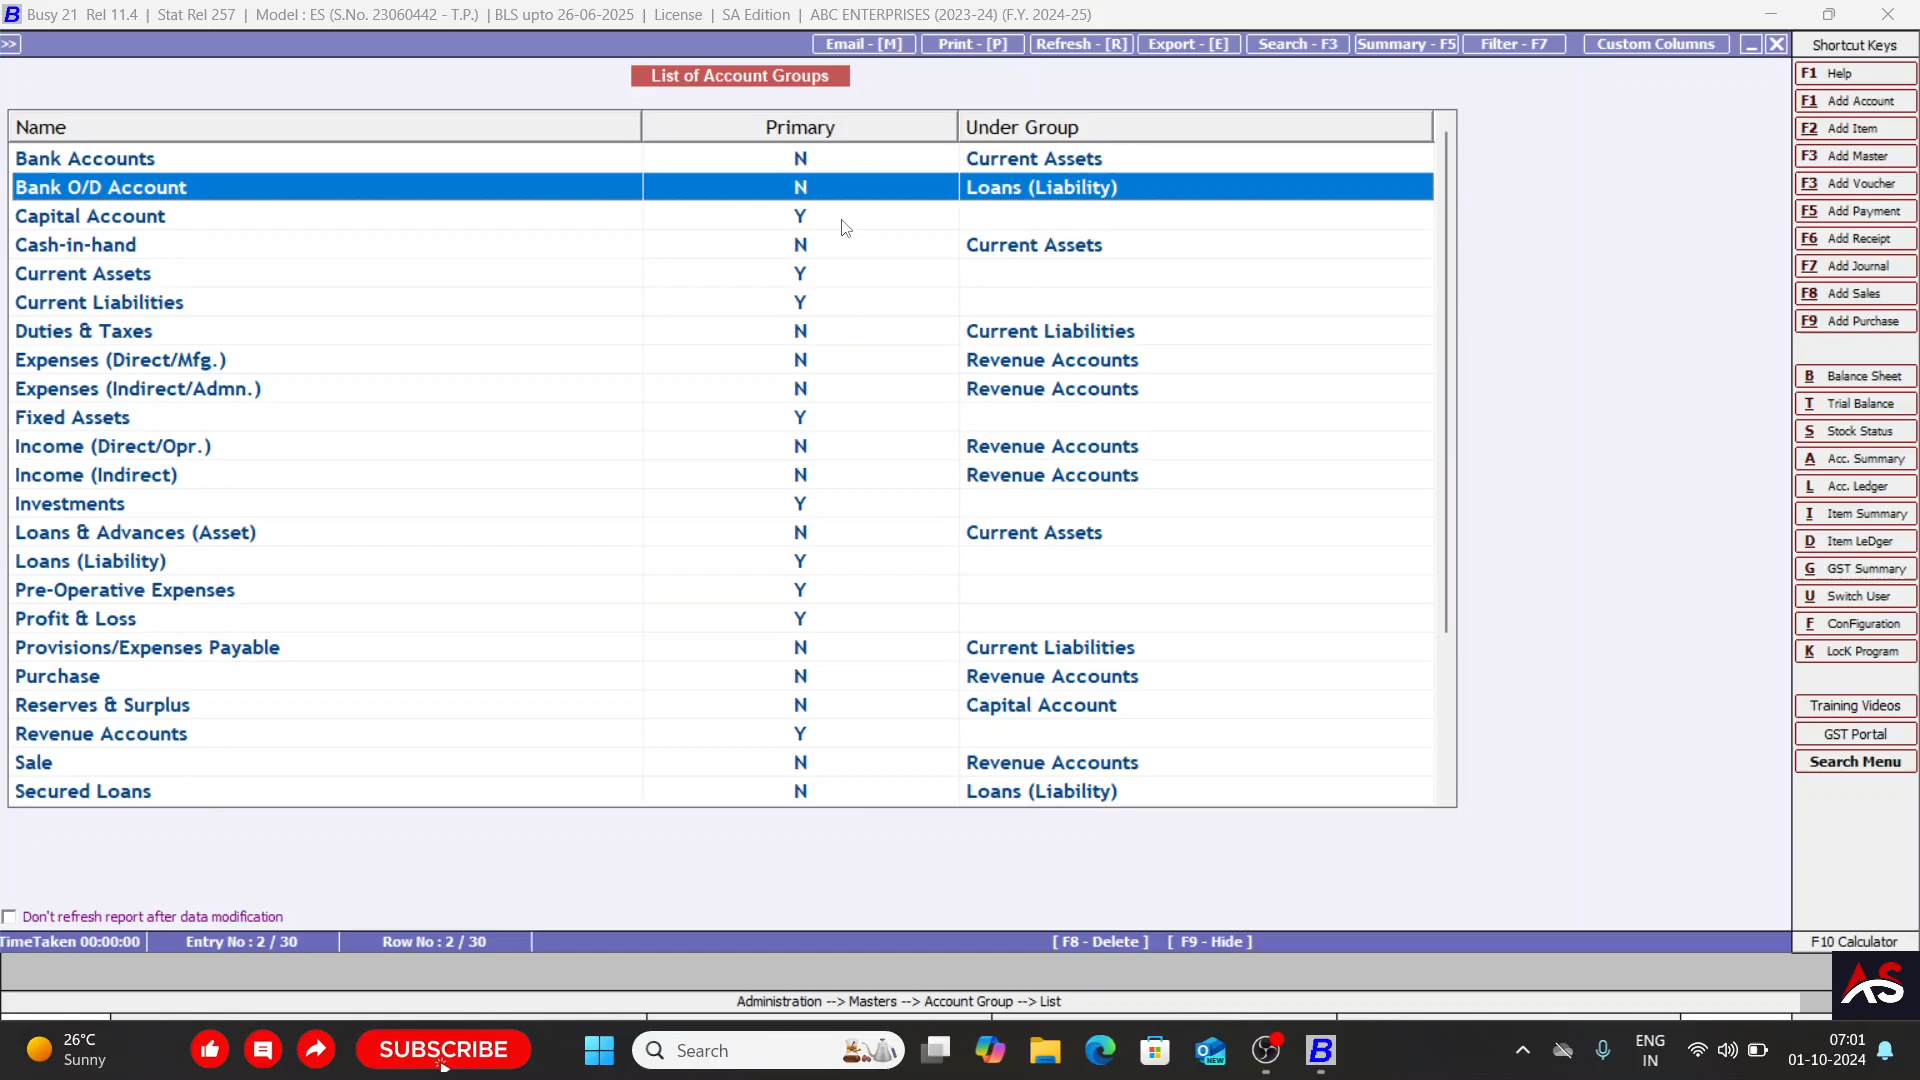 Busy 21 Rel 11.4 | Stat Rel 257 | Model : ES (S.No. 23060442 - T.P.) | BLS upto 26-06-2025 | License | SA Edition | ABC ENTERPRISES (2023-24) (F.Y. 2024-25)
>> Email - [M] Print - [P] Refresh - [R] Export - [E] Search - F3 Summary - F5 Filter - F7 Custom Columns
List of Account Groups
Name Primary Under Group
Bank Accounts N Current Assets
Bank O/D Account N Loans (Liability)
Capital Account Y
Cash-in-hand N Current Assets
Current Assets Y
Current Liabilities Y
Duties & Taxes N Current Liabilities
Expenses (Direct/Mfg.) N Revenue Accounts
Expenses (Indirect/Admn.) N Revenue Accounts
Fixed Assets Y
Income (Direct/Opr.) N Revenue Accounts
Income (Indirect) N Revenue Accounts
Investments Y
Loans & Advances (Asset) N Current Assets
Loans (Liability) Y
Pre-Operative Expenses Y
Profit & Loss Y
Provisions/Expenses Payable N Current Liabilities
Purchase N Revenue Accounts
Reserves & Surplus N Capital Account
Revenue Accounts Y
Sale N Revenue Accounts
Secured Loans N Loans (Liability)
Don't refresh report after data modification
TimeTaken 00:00:00 Entry No : 2 / 30 Row No : 2 / 30 [ F8 - Delete ] [ F9 - Hide ]
Administration --> Masters --> Account Group --> List
Shortcut Keys
F1 Help
F1 Add Account
F2 Add Item
F3 Add Master
F3 Add Voucher
F5 Add Payment
F6 Add Receipt
F7 Add Journal
F8 Add Sales
F9 Add Purchase
B Balance Sheet
T Trial Balance
S Stock Status
A Acc. Summary
L Acc. Ledger
I Item Summary
D Item LeDger
G GST Summary
U Switch User
F ConFiguration
K LocK Program
Training Videos
GST Portal
Search Menu
F10 Calculator
AS
26°C
Sunny
SUBSCRIBE
Search
NEW
B
ENG
IN
07:01
01-10-2024